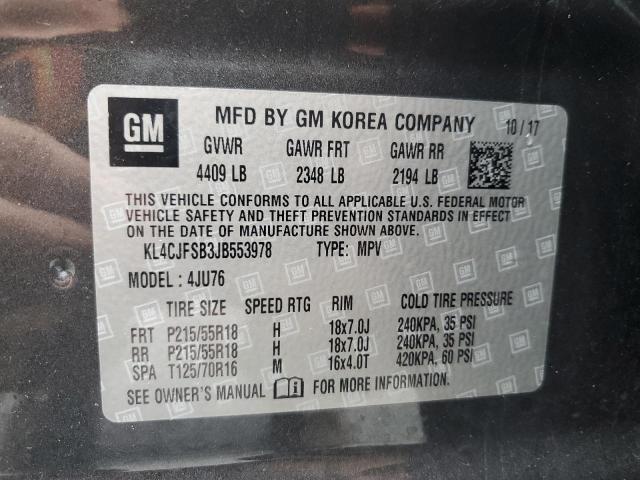 GM
MFD BY GM KOREA COMPANY 10/17
GVWR GAWR FRT GAWR RR
4409 LB 2348 LB 2194 LB
THIS VEHICLE CONFORMS TO ALL APPLICABLE U.S. FEDERAL MOTOR
VEHICLE SAFETY AND THEFT PREVENTION STANDARDS IN EFFECT
ON THE DATE OF MANUFACTURE SHOWN ABOVE.
KL4CJFSB3JB553978 TYPE: MPV
MODEL : 4JU76
TIRE SIZE SPEED RTG RIM COLD TIRE PRESSURE
FRT P215/55R18 H 18x7.0J 240KPA, 35 PSI
RR P215/55R18 H 18x7.0J 240KPA, 35 PSI
SPA T125/70R16 M 16x4.0T 420KPA, 60 PSI
SEE OWNER'S MANUAL FOR MORE INFORMATION.